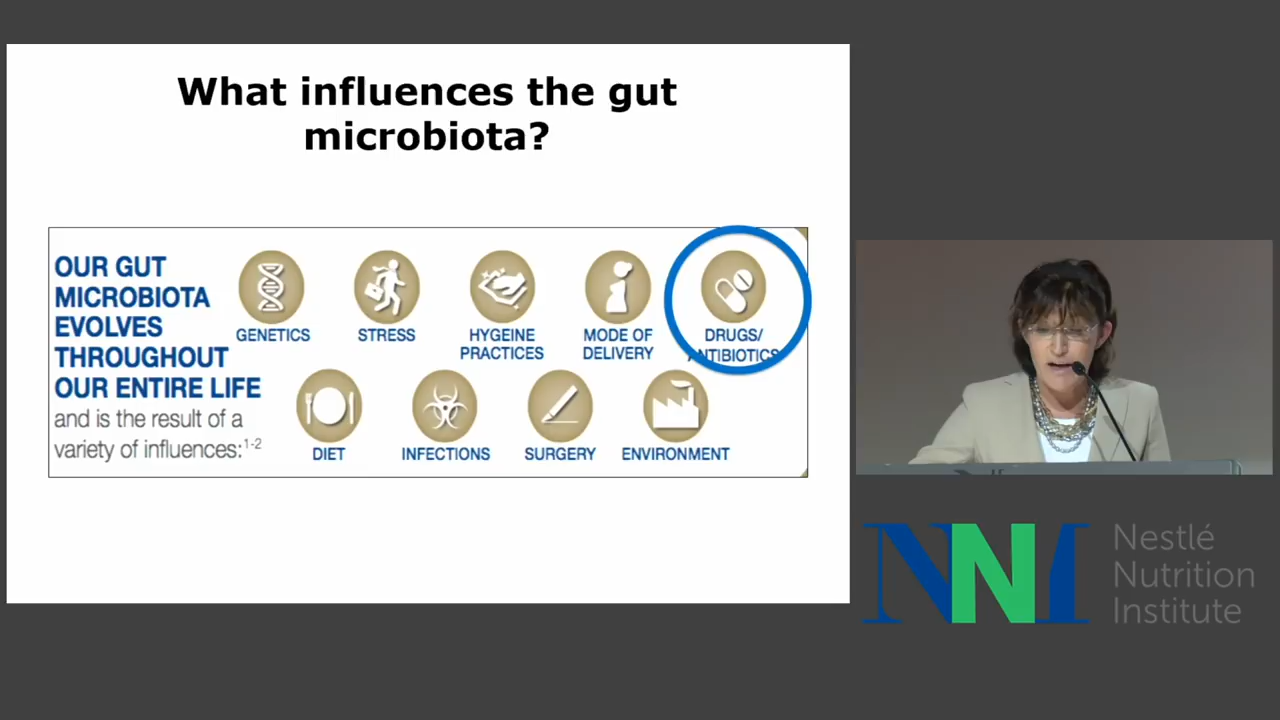 What influences the gut
microbiota?
OUR GUT
MICROBIOTA
EVOLVES
THROUGHOUT
OUR ENTIRE LIFE
and is the result of a
variety of influences:1-2
GENETICS
STRESS
HYGEINE
PRACTICES
MODE OF
DELIVERY
DRUGS/
ANTIBIOTICS
DIET
INFECTIONS
SURGERY
ENVIRONMENT
NNI
Nestlé
Nutrition
Institute